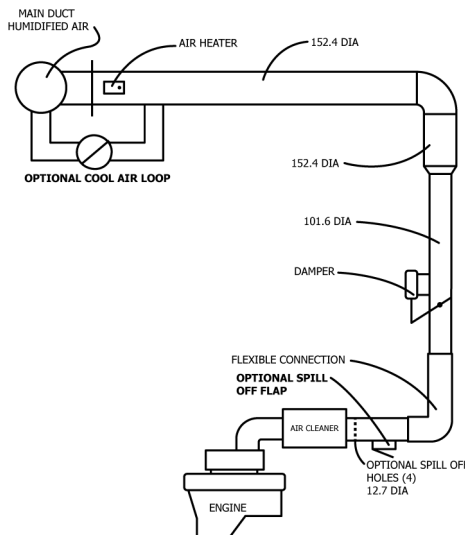 MAIN DUCT
HUMIDIFIED AIR
AIR HEATER
152.4 DIA
OPTIONAL COOL AIR LOOP
152.4 DIA
101.6 DIA
DAMPER
FLEXIBLE CONNECTION
OPTIONAL SPILL
OFF FLAP
AIR CLEANER
OPTIONAL SPILL OFF
HOLES (4)
12.7 DIA
ENGINE